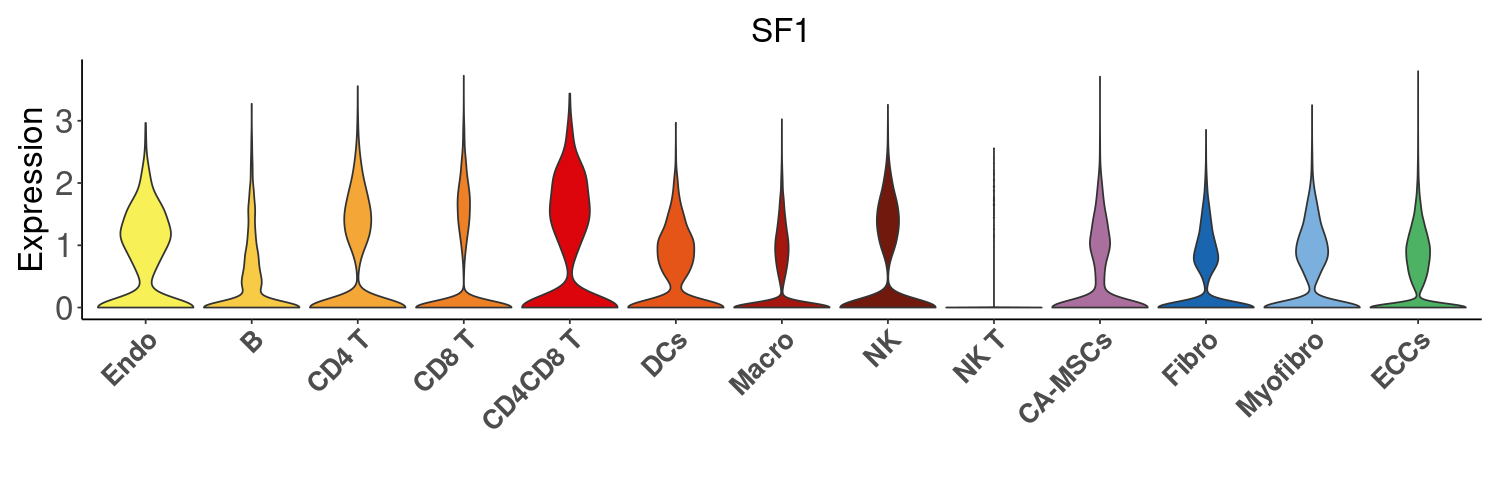 SF1
Expression
3
2
1
0
Endo
B
CD4 T
CD8 T
CD4CD8 T
DCs
Macro
NK
NK T
CA-MSCs
Fibro
Myofibro
ECCs